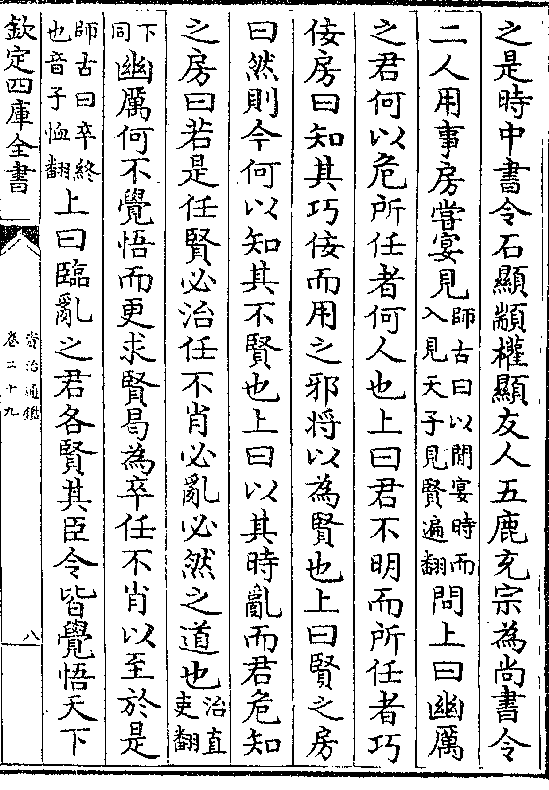 之是時中書令石顯顓權顯友人五鹿充宗為尚書令
二人用事房嘗宴見師古曰以閒宴時而入見天子見賢遍翻問上曰幽厲
之君何以危所任者何人也上曰君不明而所任者巧
佞房曰知其巧佞而用之邪将以為賢也上曰賢之房
曰然則今何以知其不賢也上曰以其時亂而君危知
之房曰若是任賢必治任不肖必亂必然之道也治直吏翻
下同幽厲何不覺悟而更求賢曷為卒任不肖以至於是
師古曰卒終也音子恤翻上曰臨亂之君各賢其臣令皆覺悟天下
欽定四庫全書
資治通鑑
卷二十九
八